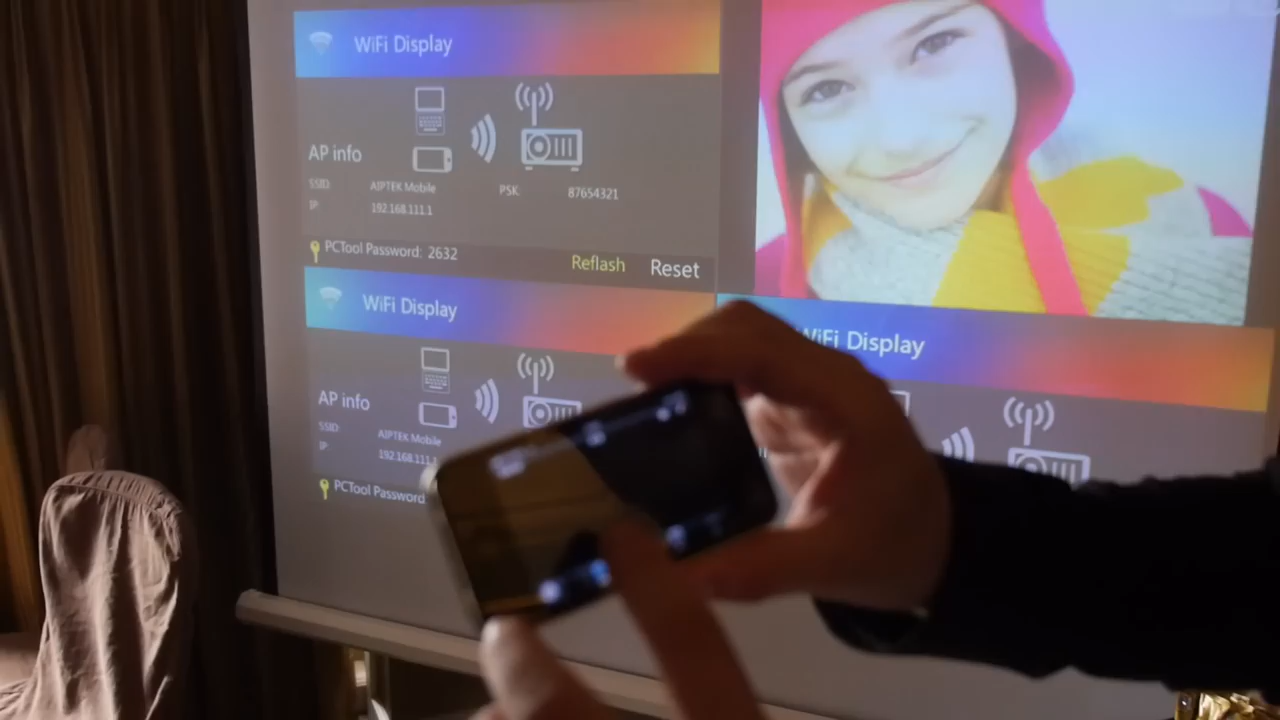 WiFi Display
AP info
SSID: AIPTEK Mobile PSK 87654321
IP 192.168.111.1
PCTool Password: 2632
Reflash Reset
WiFi Display
AP info
SSID: AIPTEK Mobile
IP 192.168.111.1
PCTool Password
WiFi Display